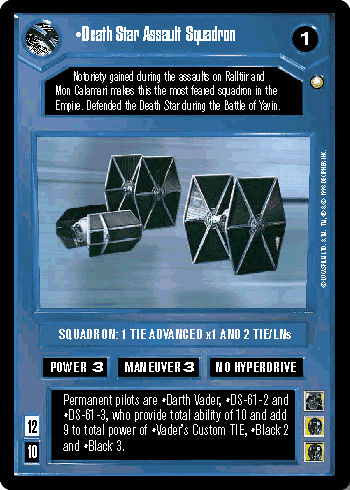 •Death Star Assault Squadron
1
Notoriety gained during the assaults on Ralltiir and
Mon Calamari makes this the most feared squadron in the
Empire. Defended the Death Star during the Battle of Yavin.
SQUADRON: 1 TIE ADVANCED x1 AND 2 TIE/LNs
POWER 3 MANEUVER 3 NO HYPERDRIVE
Permanent pilots are •Darth Vader, •DS-61-2 and
•DS-61-3, who provide total ability of 10 and add
9 to total power of •Vader's Custom TIE, •Black 2
and •Black 3.
12
10